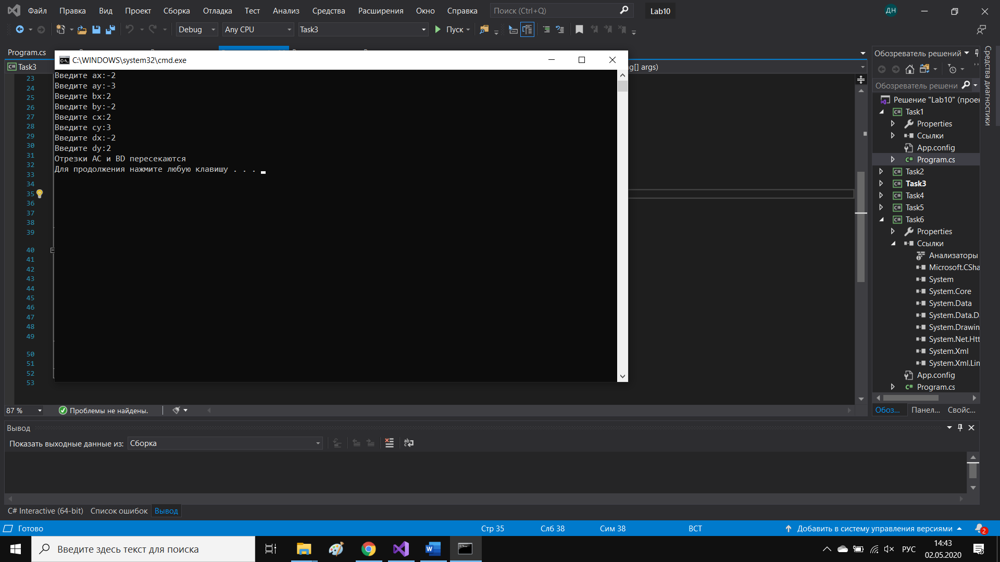 Файл Правка Вид Проект Сборка Отладка Тест Анализ Средства Расширения Окно Справка Поиск (Ctrl+Q) Lab10 ДН
Debug Any CPU Task3 Пуск
Program.cs
Task3
g[] args)
C:\WINDOWS\system32\cmd.exe
Введите ax:-2
Введите ay:-3
Введите bx:2
Введите by:-2
Введите cx:2
Введите cy:3
Введите dx:-2
Введите dy:2
Отрезки AC и BD пересекаются
Для продолжения нажмите любую клавишу . . .
23
24
25
26
27
28
29
30
31
32
33
34
35
36
37
38
39
40
41
42
43
44
45
46
47
48
49
50
51
52
53
87 % Проблемы не найдены.
Обозреватель решений
Обозреватель решени
Решение "Lab10" (проек
Task1
Properties
Ссылки
App.config
Program.cs
Task2
Task3
Task4
Task5
Task6
Properties
Ссылки
Анализаторы
Microsoft.CSha
System
System.Core
System.Data
System.Data.D
System.Drawin
System.Net.Htt
System.Xml
System.Xml.Lin
App.config
Program.cs
Обоз... Панел... Свойс...
Средства диагностики
Вывод
Показать выходные данные из: Сборка
C# Interactive (64-bit) Список ошибок Вывод
Готово Стр 35 Слб 38 Сим 38 ВСТ Добавить в систему управления версиями 2
Введите здесь текст для поиска
РУС
14:43
02.05.2020